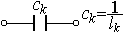 C_k C_k = 1/l_k